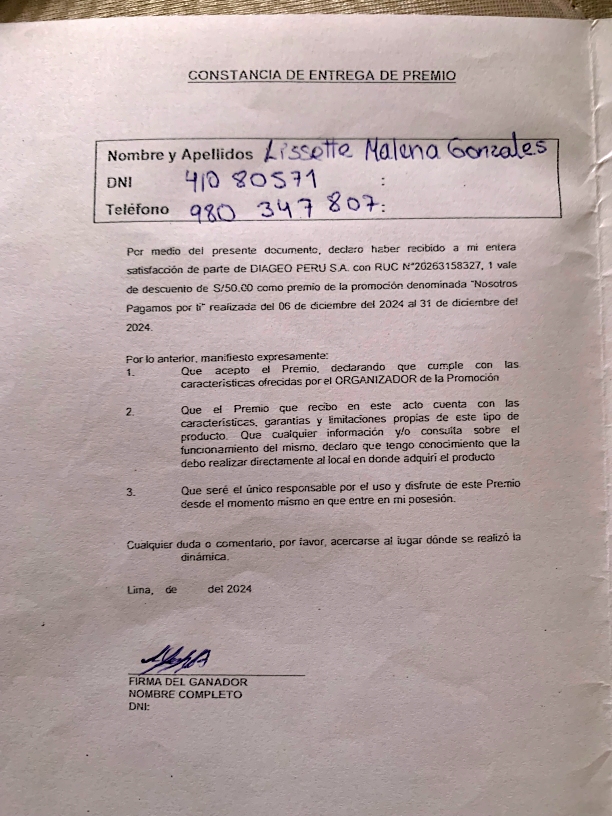 CONSTANCIA DE ENTREGA DE PREMIO
Nombre y Apellidos Lissette Malena Gonzales
DNI 41080571 :
Teléfono 980 347 807:
Por medio del presente documento, declaro haber recibido a mi entera
satisfacción de parte de DIAGEO PERU S.A. con RUC N°20263158327, 1 vale
de descuento de S/50.00 como premio de la promoción denominada "Nosotros
Pagamos por ti" realizada del 06 de diciembre del 2024 al 31 de diciembre del
2024.
Por lo anterior, manifiesto expresamente:
1. Que acepto el Premio, declarando que cumple con las
características ofrecidas por el ORGANIZADOR de la Promoción
2. Que el Premio que recibo en este acto cuenta con las
características, garantías y limitaciones propias de este tipo de
producto. Que cualquier información y/o consulta sobre el
funcionamiento del mismo, declaro que tengo conocimiento que la
debo realizar directamente al local en donde adquirí el producto
3. Que seré el único responsable por el uso y disfrute de este Premio
desde el momento mismo en que entre en mi posesión.
Cualquier duda o comentario, por favor, acercarse al lugar dónde se realizó la
dinámica.
Lima, de del 2024
FIRMA DEL GANADOR
NOMBRE COMPLETO
DNI: